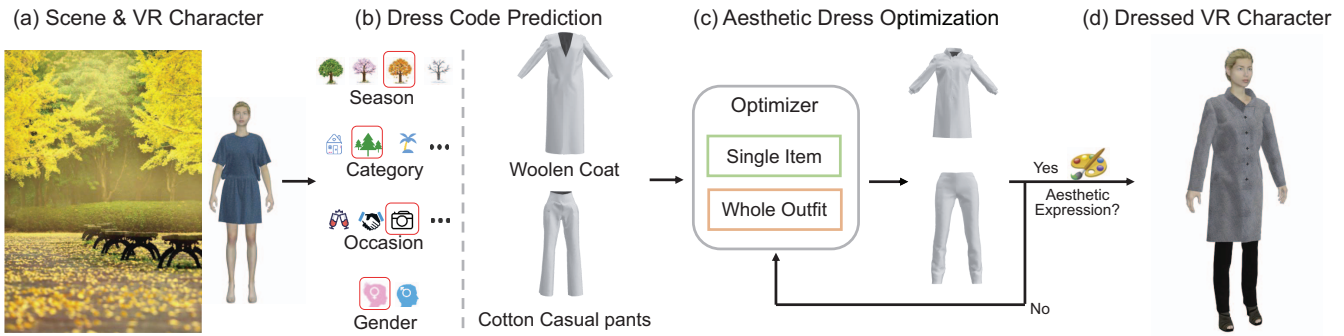 (a) Scene & VR Character
(b) Dress Code Prediction
(c) Aesthetic Dress Optimization
(d) Dressed VR Character
Season
Category
Occasion
Gender
Woolen Coat
Cotton Casual pants
Optimizer
Single Item
Whole Outfit
Yes
Aesthetic
Expression?
No